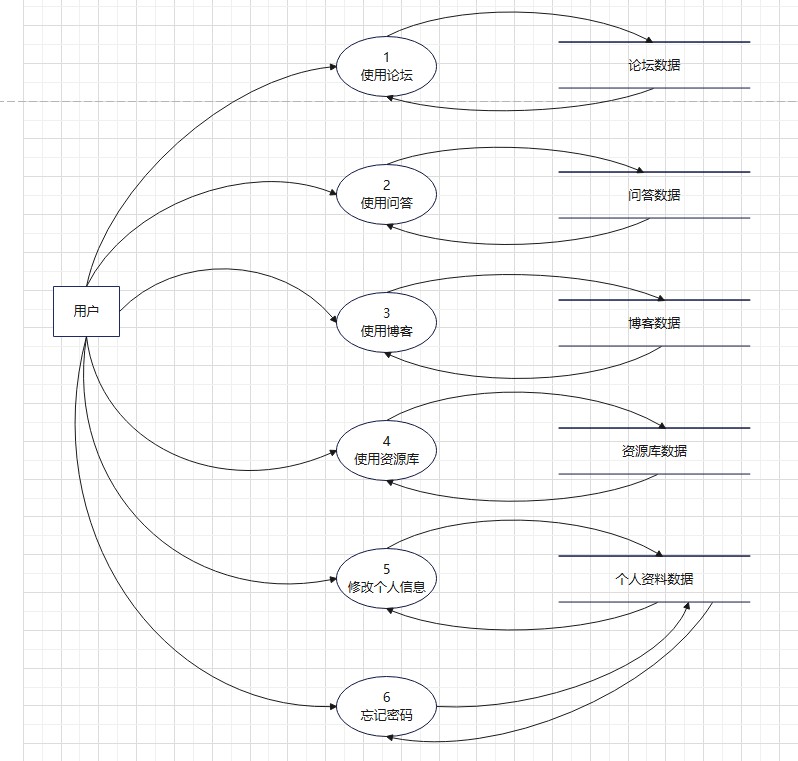 1
使用论坛
论坛数据
2
使用问答
问答数据
用户
3
使用博客
博客数据
4
使用资源库
资源库数据
5
修改个人信息
个人资料数据
6
忘记密码